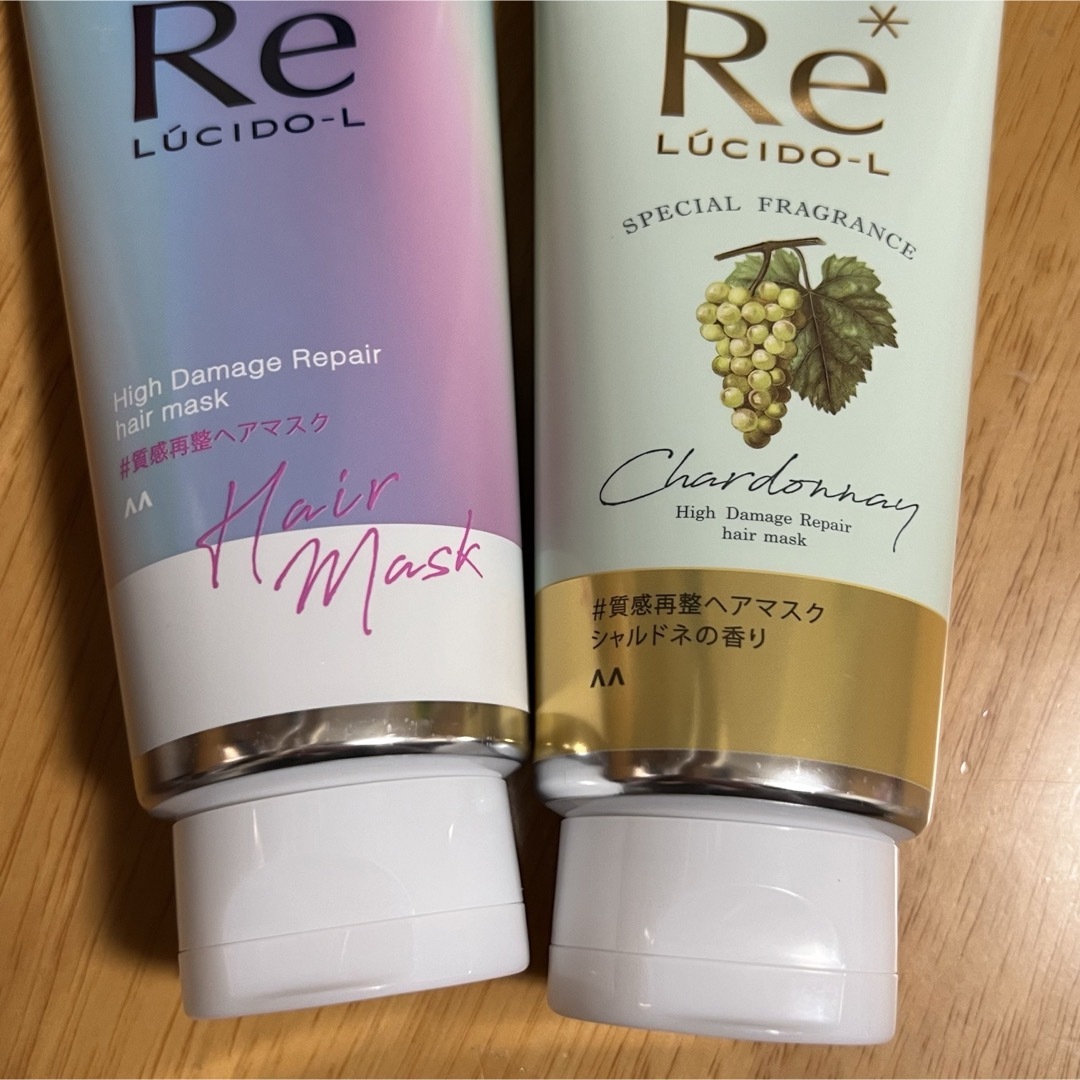 Re
LÚCIDO-L
High Damage Repair
hair mask
#質感再整ヘアマスク
Hair
Mask
Re*
LÚCIDO-L
SPECIAL FRAGRANCE
Chardonnay
High Damage Repair
hair mask
#質感再整ヘアマスク
シャルドネの香り